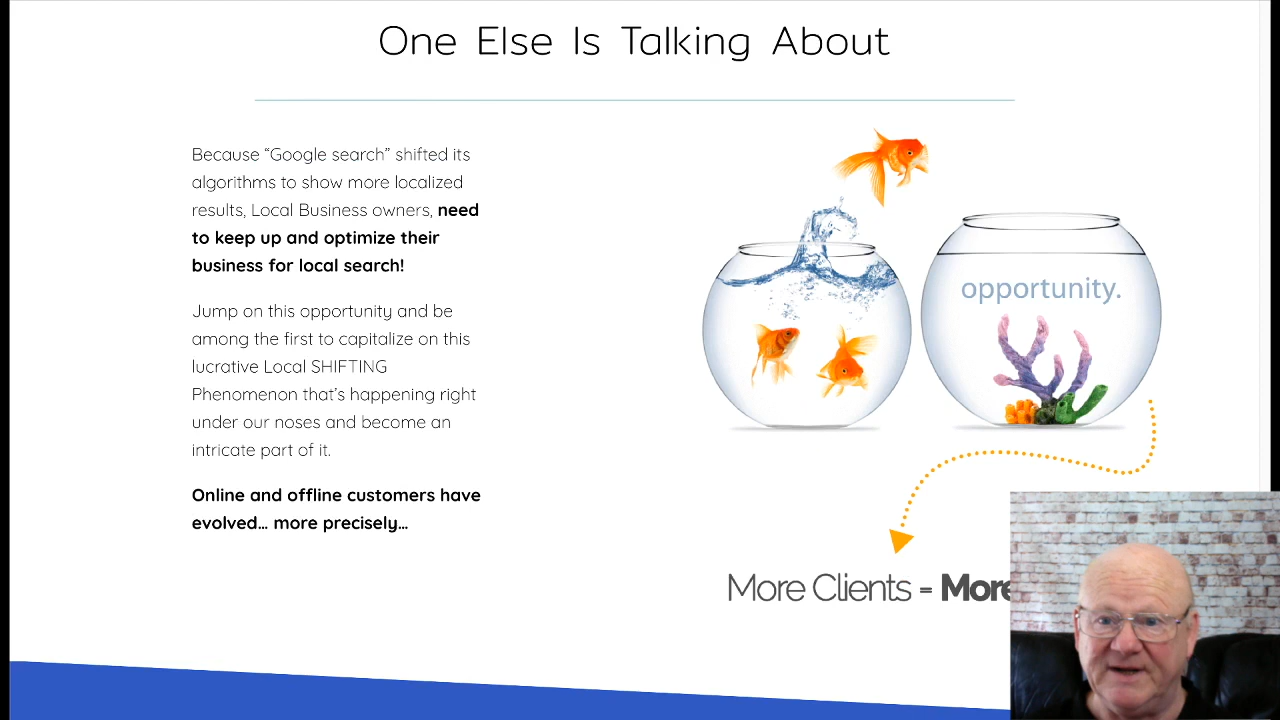 One Else Is Talking About
Because “Google search” shifted its
algorithms to show more localized
results, Local Business owners, need
to keep up and optimize their
business for local search!
Jump on this opportunity and be
among the first to capitalize on this
lucrative Local SHIFTING
Phenomenon that's happening right
under our noses and become an
intricate part of it.
Online and offline customers have
evolved... more precisely...
opportunity.
More Clients = More